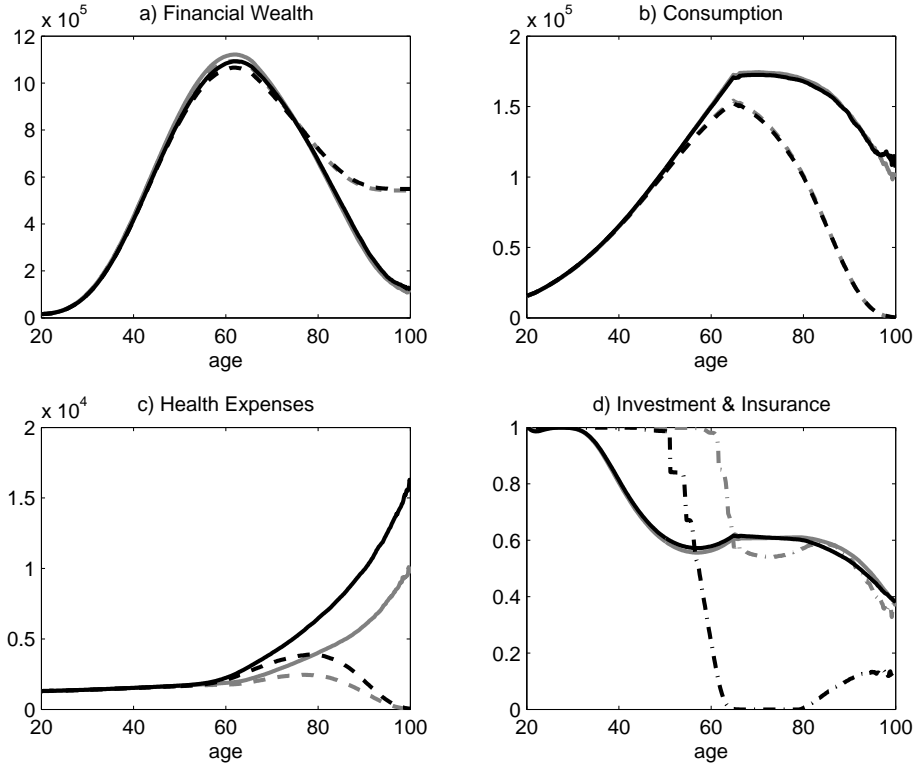 a) Financial Wealth
x 10^5
12
10
8
6
4
2
0
20 40 60 80 100
age
b) Consumption
x 10^5
2
1.5
1
0.5
0
20 40 60 80 100
age
c) Health Expenses
x 10^4
2
1.5
1
0.5
0
20 40 60 80 100
age
d) Investment & Insurance
1
0.8
0.6
0.4
0.2
0
20 40 60 80 100
age